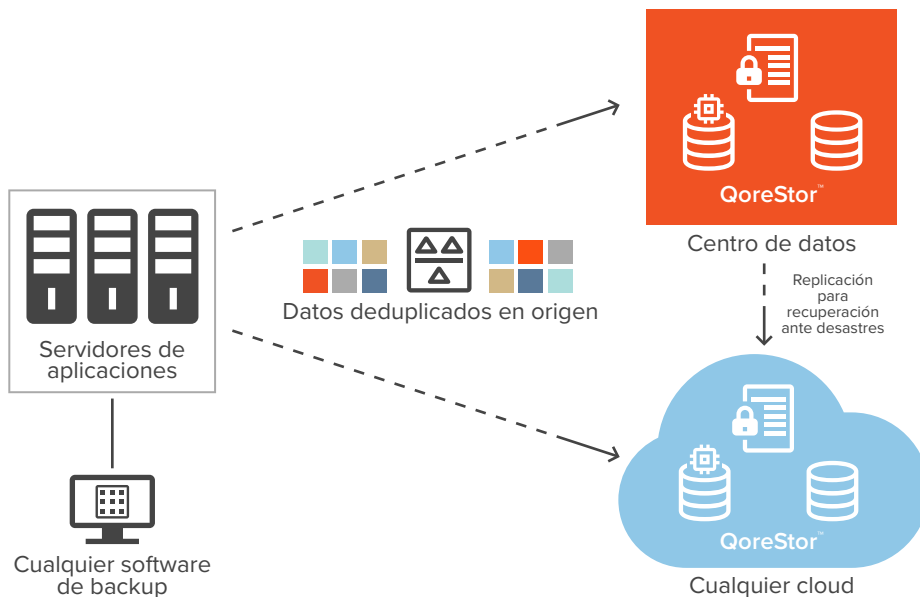 QoreStor™
Centro de datos
Replicación
para
recuperación
ante desastres
Datos deduplicados en origen
Servidores de
aplicaciones
Cualquier software
de backup
QoreStor™
Cualquier cloud